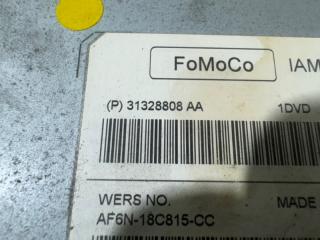 FoMoCo IAM
(P) 31328808 AA 1DVD
WERS NO. MADE
AF6N-18C815-CC